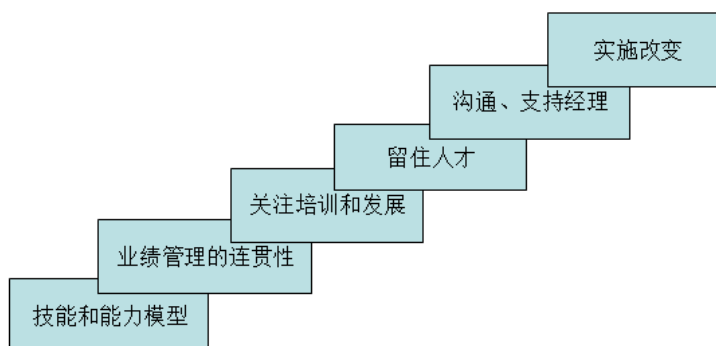 实施改变
沟通、支持经理
留住人才
关注培训和发展
业绩管理的连贯性
技能和能力模型